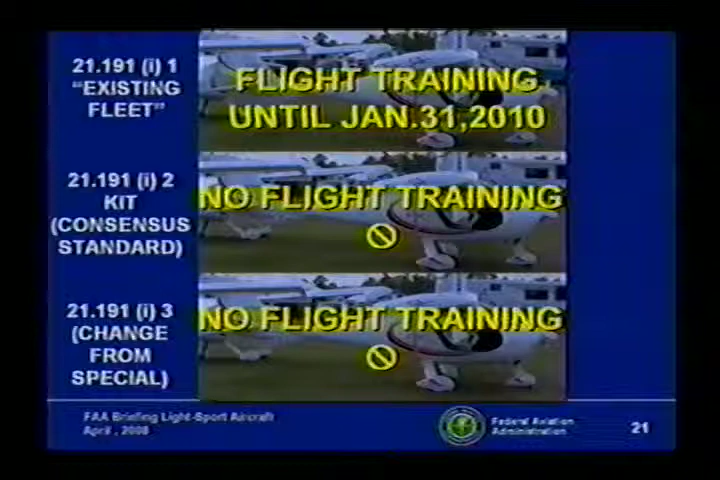 21.191 (i) 1
“EXISTING
FLEET”
FLIGHT TRAINING
UNTIL JAN.31,2010
21.191 (i) 2
KIT
(CONSENSUS
STANDARD)
NO FLIGHT TRAINING
21.191 (i) 3
(CHANGE
FROM
SPECIAL)
NO FLIGHT TRAINING
FAA Briefing Light-Sport Aircraft
April , 2008
Federal Aviation
Administration
21